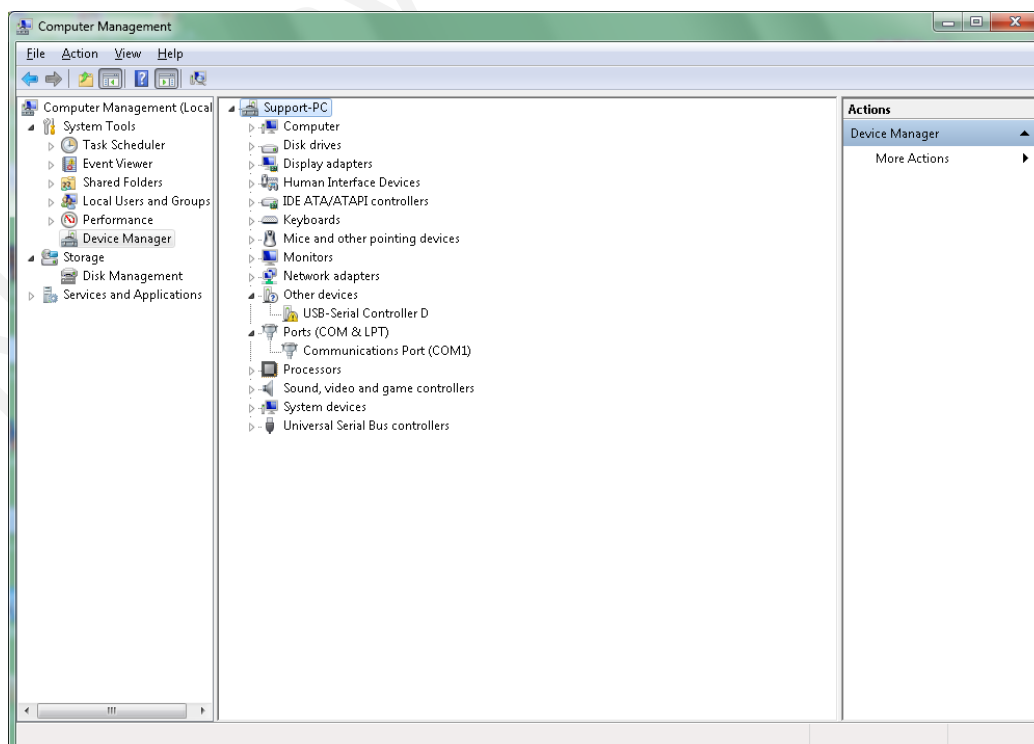 Computer Management
File Action View Help
Computer Management (Local
System Tools
Task Scheduler
Event Viewer
Shared Folders
Local Users and Groups
Performance
Device Manager
Storage
Disk Management
Services and Applications
Support-PC
Computer
Disk drives
Display adapters
Human Interface Devices
IDE ATA/ATAPI controllers
Keyboards
Mice and other pointing devices
Monitors
Network adapters
Other devices
USB-Serial Controller D
Ports (COM & LPT)
Communications Port (COM1)
Processors
Sound, video and game controllers
System devices
Universal Serial Bus controllers
Actions
Device Manager
More Actions